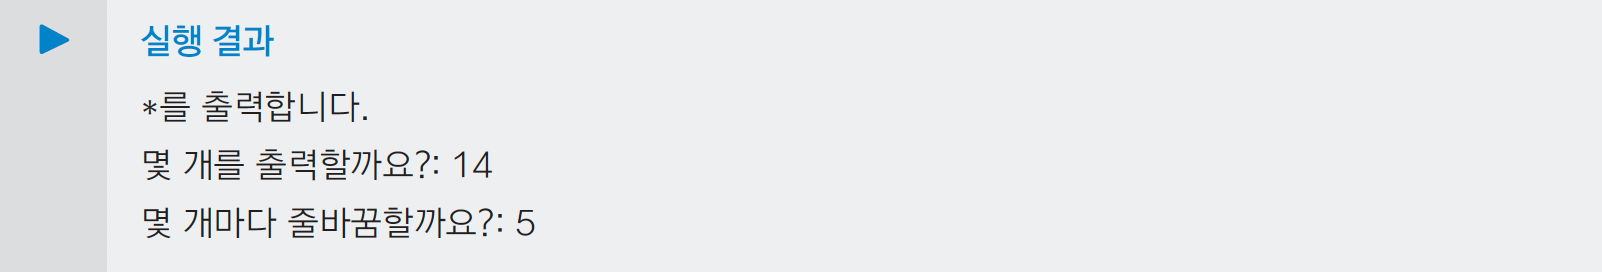 실행 결과
*를 출력합니다.
몇 개를 출력할까요?: 14
몇 개마다 줄바꿈할까요?: 5